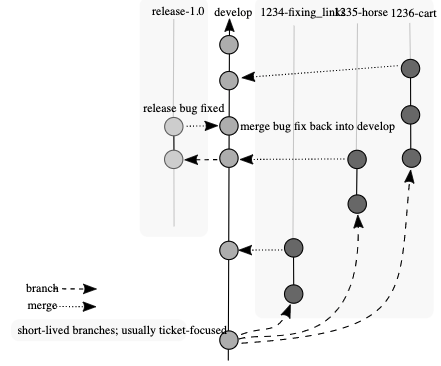 release-1.0
develop
1234-fixing_links
1235-horse
1236-cart
release bug fixed
merge bug fix back into develop
branch
merge
short-lived branches; usually ticket-focused